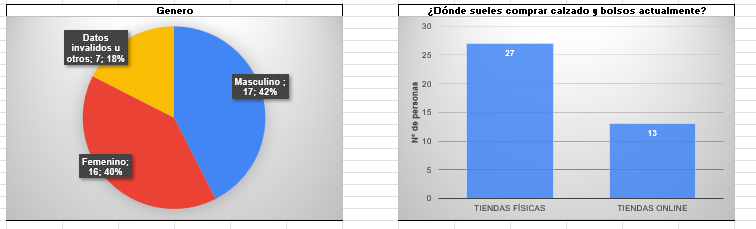 Genero
Datos
invalidos u
otros; 7; 18%
Masculino ;
17; 42%
Femenino;
16; 40%
¿Dónde sueles comprar calzado y bolsos actualmente?
Nº de personas
30
25
20
15
10
5
0
27
13
TIENDAS FÍSICAS
TIENDAS ONLINE